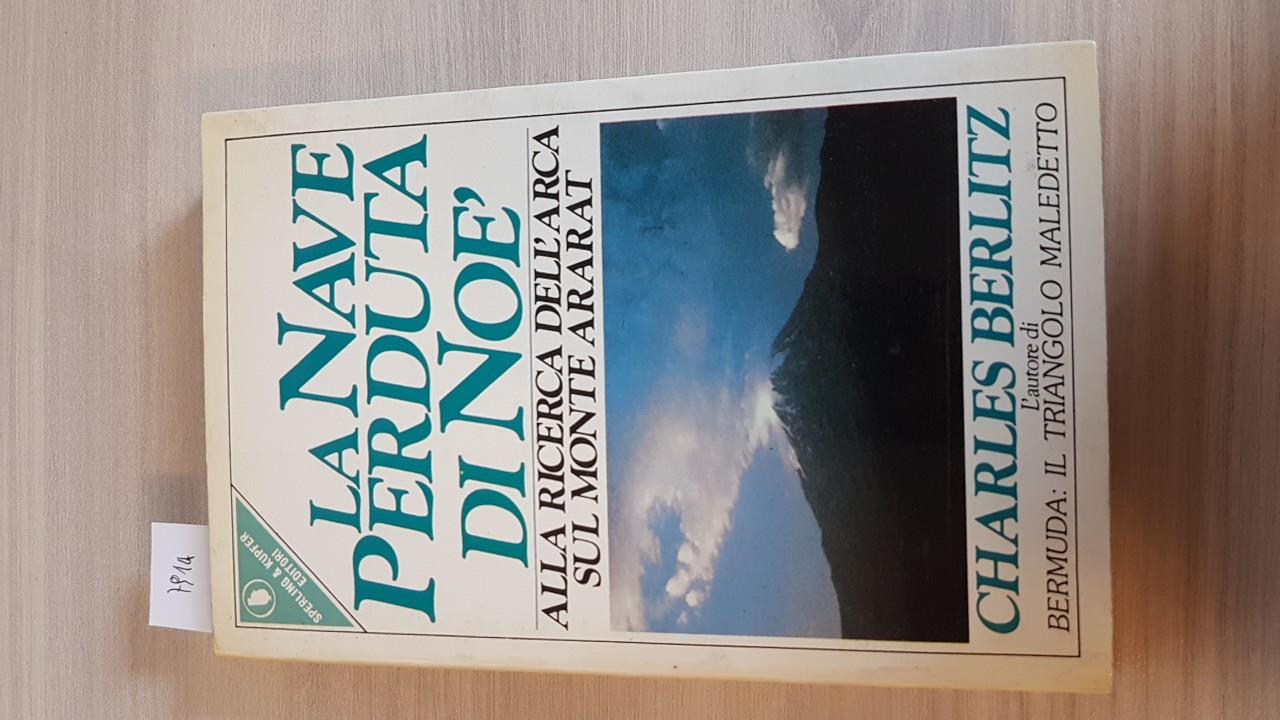 SPERLING & KUPFER
EDITORI
LA NAVE
PERDUTA
DI NOE'
ALLA RICERCA DELL'ARCA
SUL MONTE ARARAT
CHARLES BERLITZ
L'autore di
BERMUDA: IL TRIANGOLO MALEDETTO